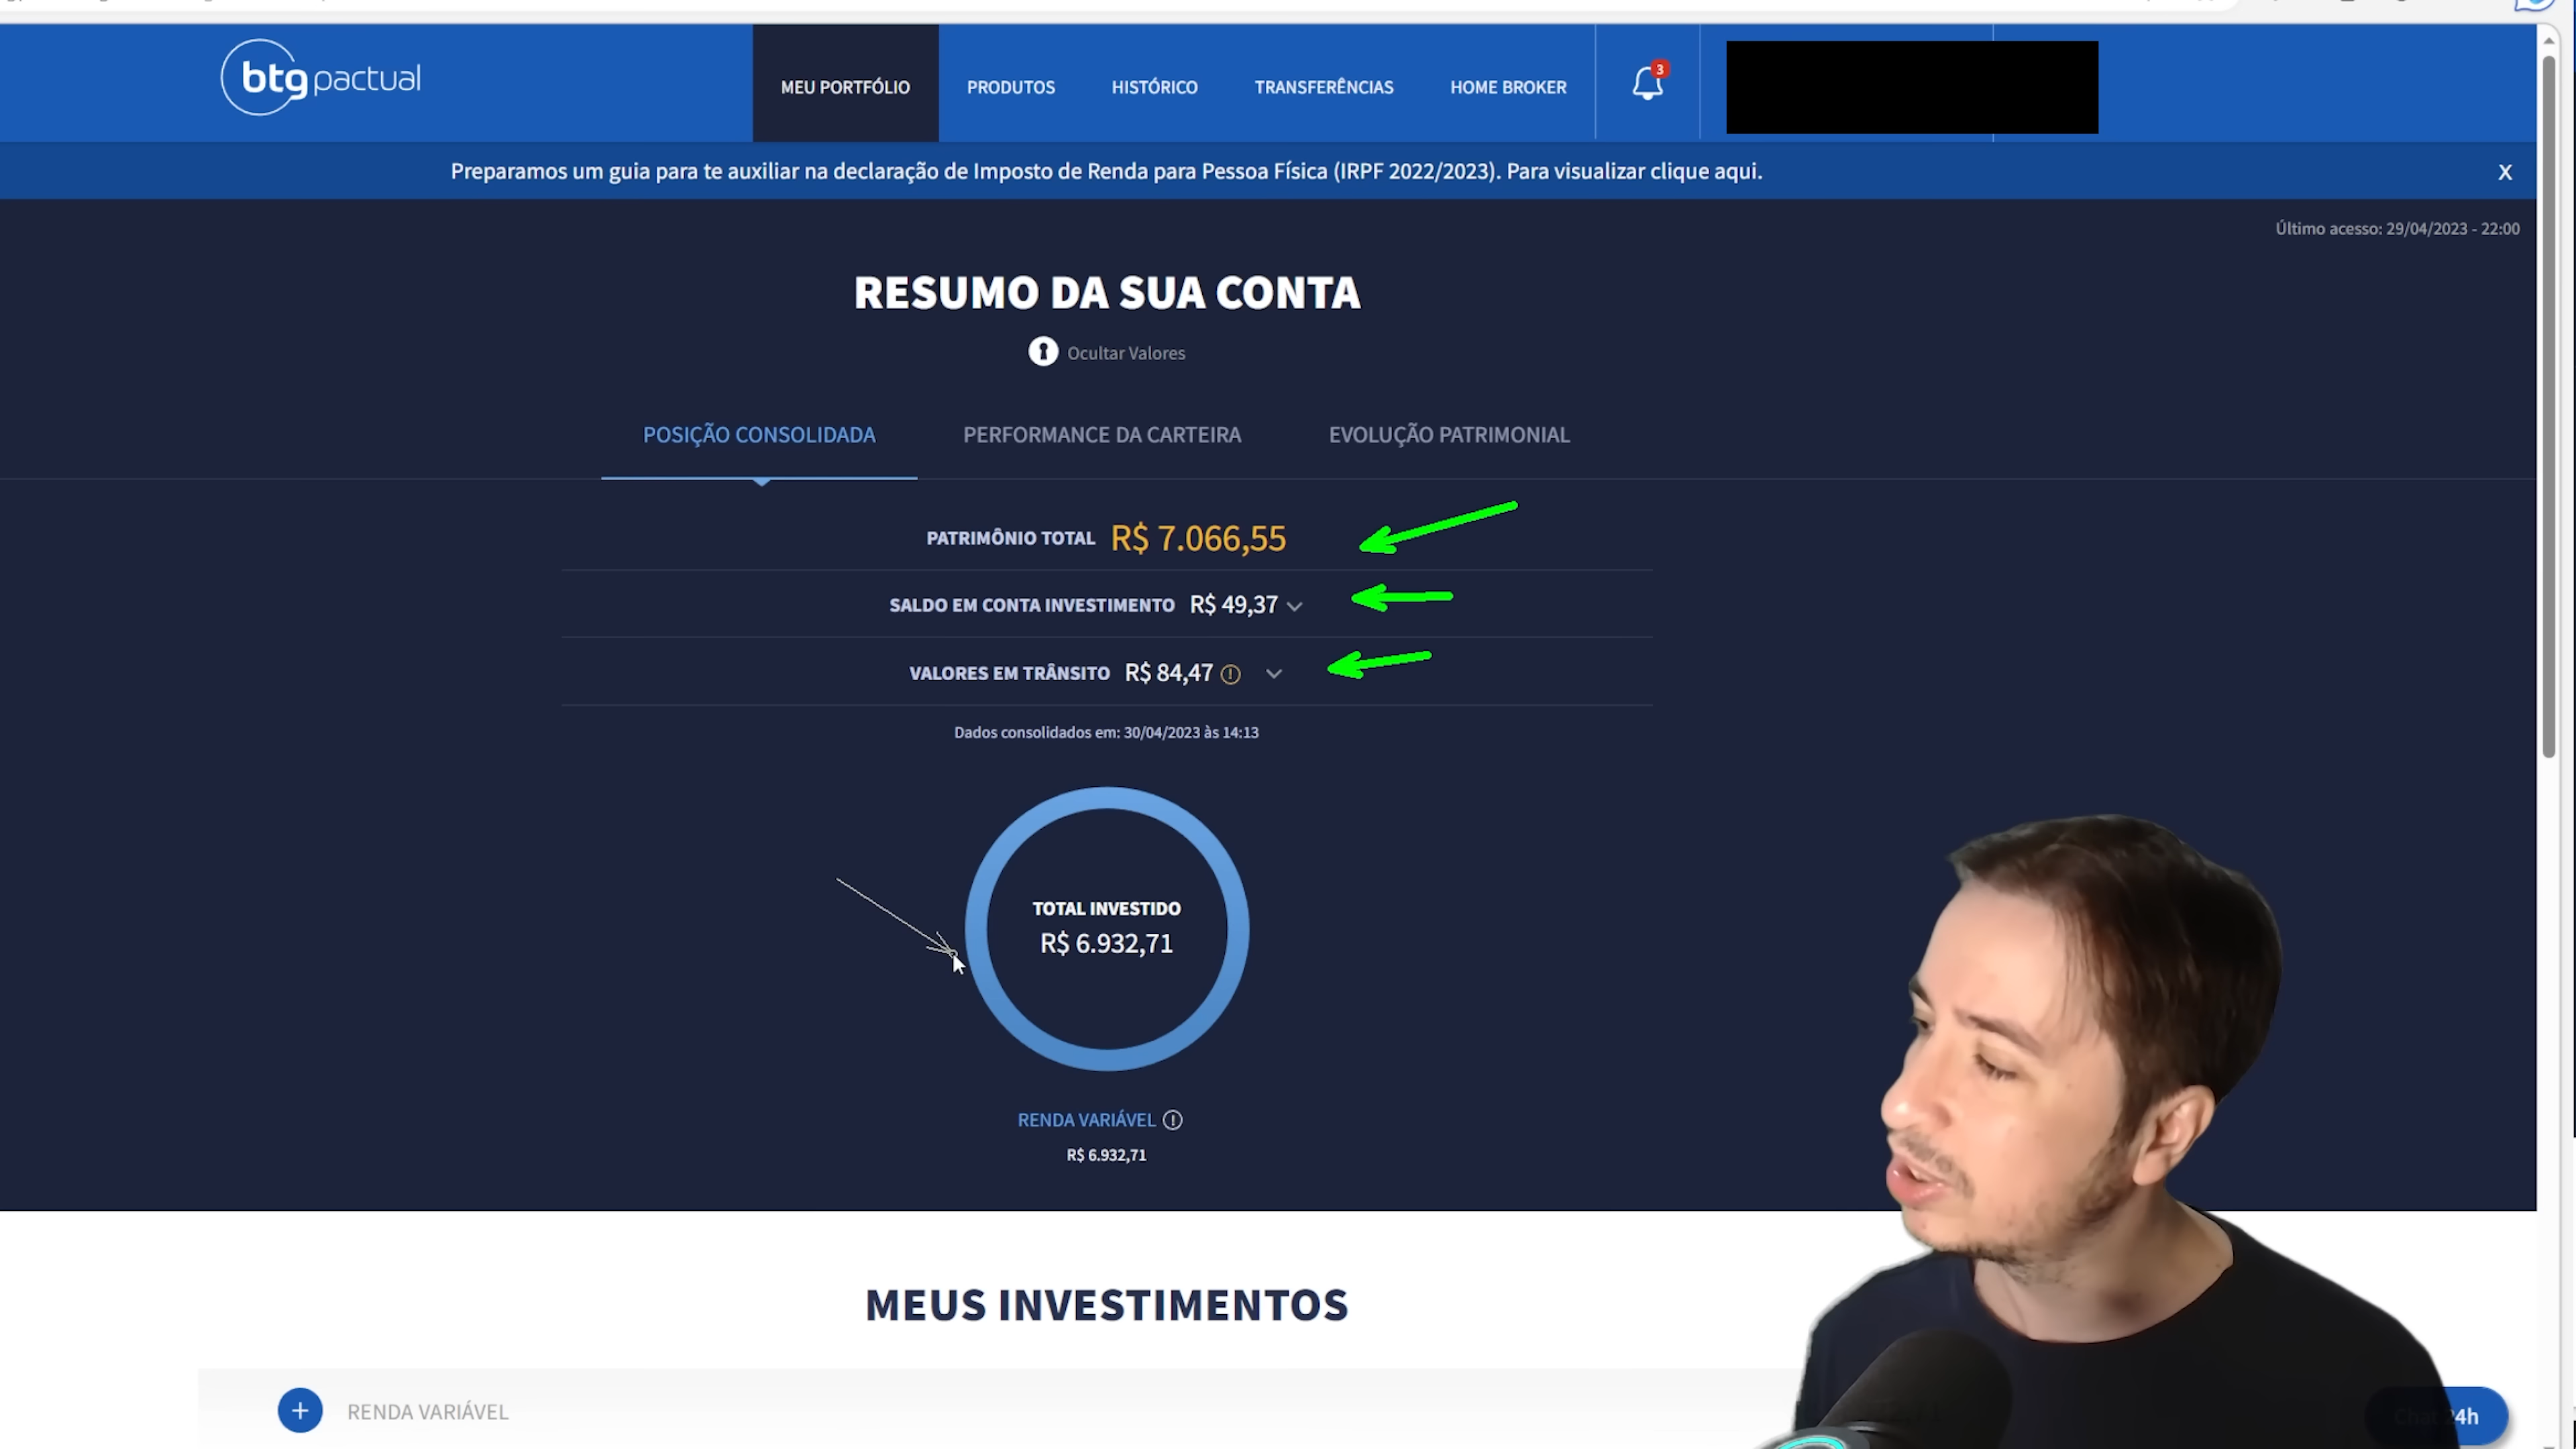 btg pactual
MEU PORTFÓLIO
PRODUTOS
HISTÓRICO
TRANSFERÊNCIAS
HOME BROKER
3
Preparamos um guia para te auxiliar na declaração de Imposto de Renda para Pessoa Física (IRPF 2022/2023). Para visualizar clique aqui.
X
Último acesso: 29/04/2023 - 22:00
RESUMO DA SUA CONTA
Ocultar Valores
POSIÇÃO CONSOLIDADA
PERFORMANCE DA CARTEIRA
EVOLUÇÃO PATRIMONIAL
PATRIMÔNIO TOTAL R$ 7.066,55
SALDO EM CONTA INVESTIMENTO R$ 49,37
VALORES EM TRÂNSITO R$ 84,47
Dados consolidados em: 30/04/2023 às 14:13
TOTAL INVESTIDO
R$ 6.932,71
RENDA VARIÁVEL
R$ 6.932,71
MEUS INVESTIMENTOS
RENDA VARIÁVEL
Chat 24h